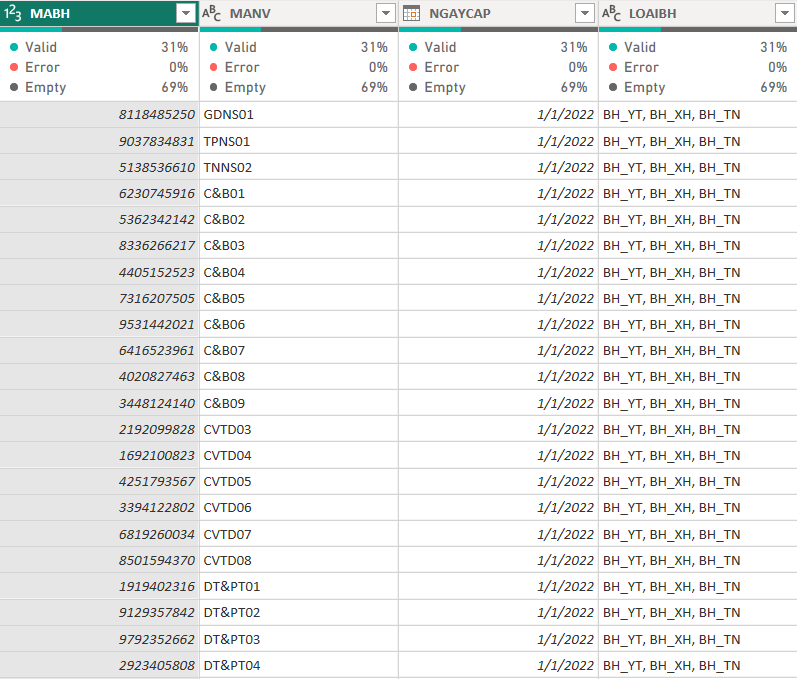 123 MABH ABC MANV NGAYCAP ABC LOAIBH
Valid 31% Valid 31% Valid 31% Valid 31%
Error 0% Error 0% Error 0% Error 0%
Empty 69% Empty 69% Empty 69% Empty 69%
8118485250 GDNS01 1/1/2022 BH_YT, BH_XH, BH_TN
9037834831 TPNS01 1/1/2022 BH_YT, BH_XH, BH_TN
5138536610 TNNS02 1/1/2022 BH_YT, BH_XH, BH_TN
6230745916 C&B01 1/1/2022 BH_YT, BH_XH, BH_TN
5362342142 C&B02 1/1/2022 BH_YT, BH_XH, BH_TN
8336266217 C&B03 1/1/2022 BH_YT, BH_XH, BH_TN
4405152523 C&B04 1/1/2022 BH_YT, BH_XH, BH_TN
7316207505 C&B05 1/1/2022 BH_YT, BH_XH, BH_TN
9531442021 C&B06 1/1/2022 BH_YT, BH_XH, BH_TN
6416523961 C&B07 1/1/2022 BH_YT, BH_XH, BH_TN
4020827463 C&B08 1/1/2022 BH_YT, BH_XH, BH_TN
3448124140 C&B09 1/1/2022 BH_YT, BH_XH, BH_TN
2192099828 CVTD03 1/1/2022 BH_YT, BH_XH, BH_TN
1692100823 CVTD04 1/1/2022 BH_YT, BH_XH, BH_TN
4251793567 CVTD05 1/1/2022 BH_YT, BH_XH, BH_TN
3394122802 CVTD06 1/1/2022 BH_YT, BH_XH, BH_TN
6819260034 CVTD07 1/1/2022 BH_YT, BH_XH, BH_TN
8501594370 CVTD08 1/1/2022 BH_YT, BH_XH, BH_TN
1919402316 DT&PT01 1/1/2022 BH_YT, BH_XH, BH_TN
9129357842 DT&PT02 1/1/2022 BH_YT, BH_XH, BH_TN
9792352662 DT&PT03 1/1/2022 BH_YT, BH_XH, BH_TN
2923405808 DT&PT04 1/1/2022 BH_YT, BH_XH, BH_TN